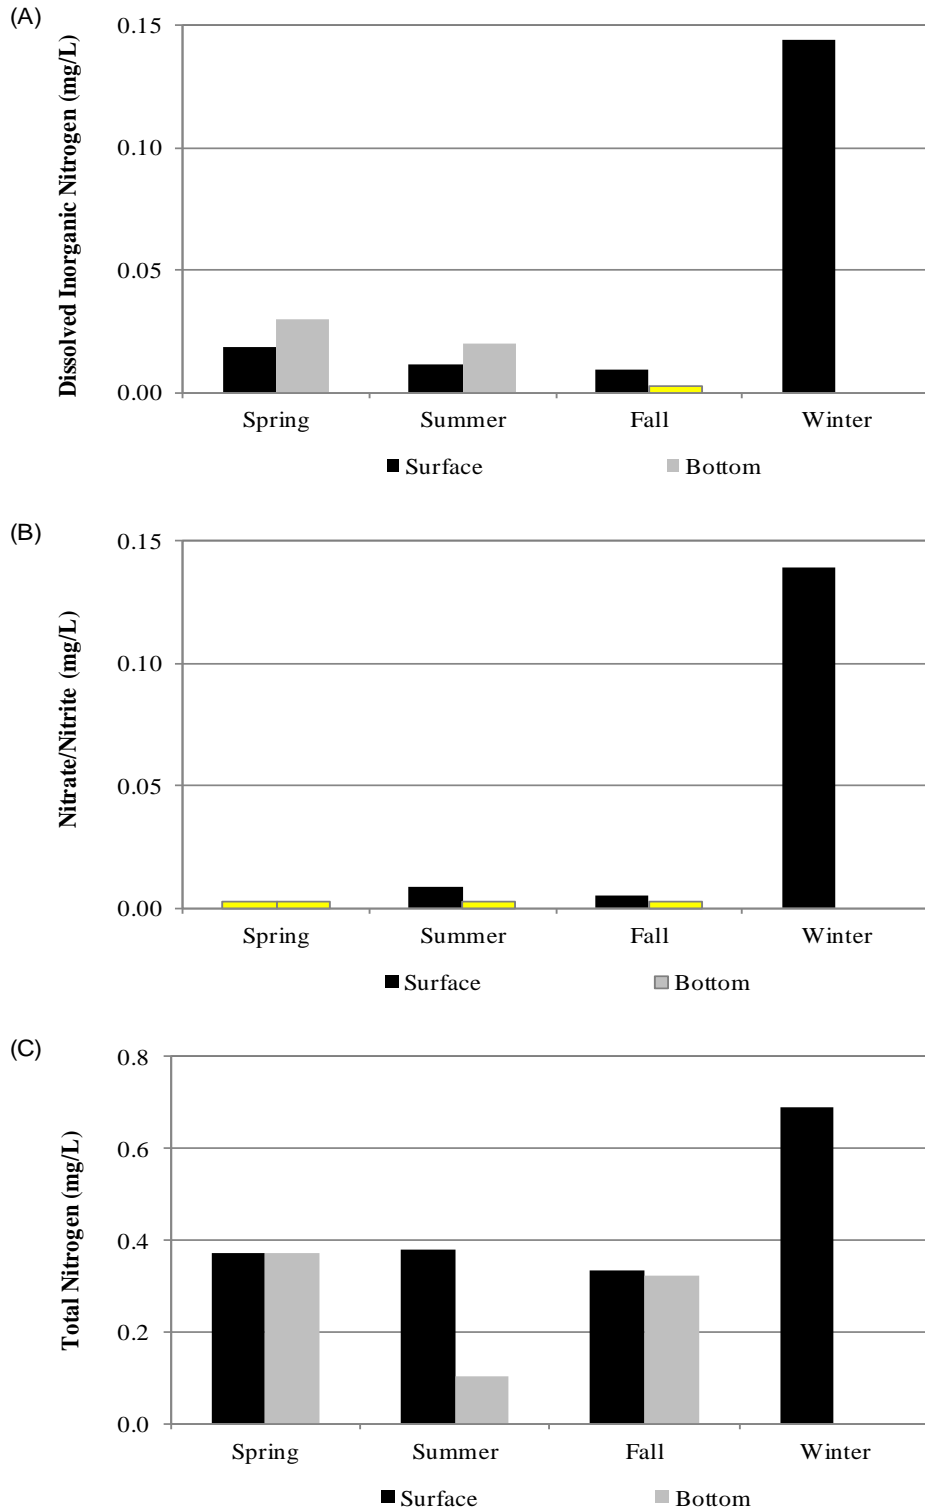 (A)
Dissolved Inorganic Nitrogen (mg/L)
0.15
0.10
0.05
0.00
Spring Summer Fall Winter
Surface Bottom
(B)
Nitrate/Nitrite (mg/L)
0.15
0.10
0.05
0.00
Spring Summer Fall Winter
Surface Bottom
(C)
Total Nitrogen (mg/L)
0.8
0.6
0.4
0.2
0.0
Spring Summer Fall Winter
Surface Bottom